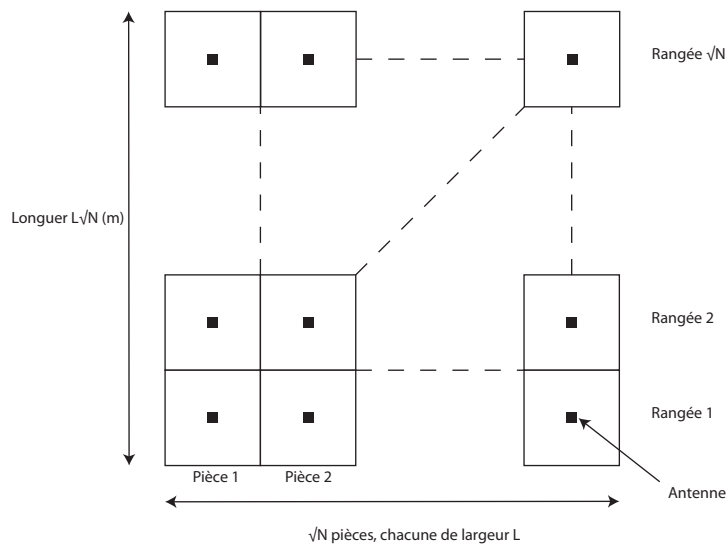 Rangée √N
Longuer L√N (m)
Rangée 2
Rangée 1
Pièce 1
Pièce 2
Antenne
√N pièces, chacune de largeur L